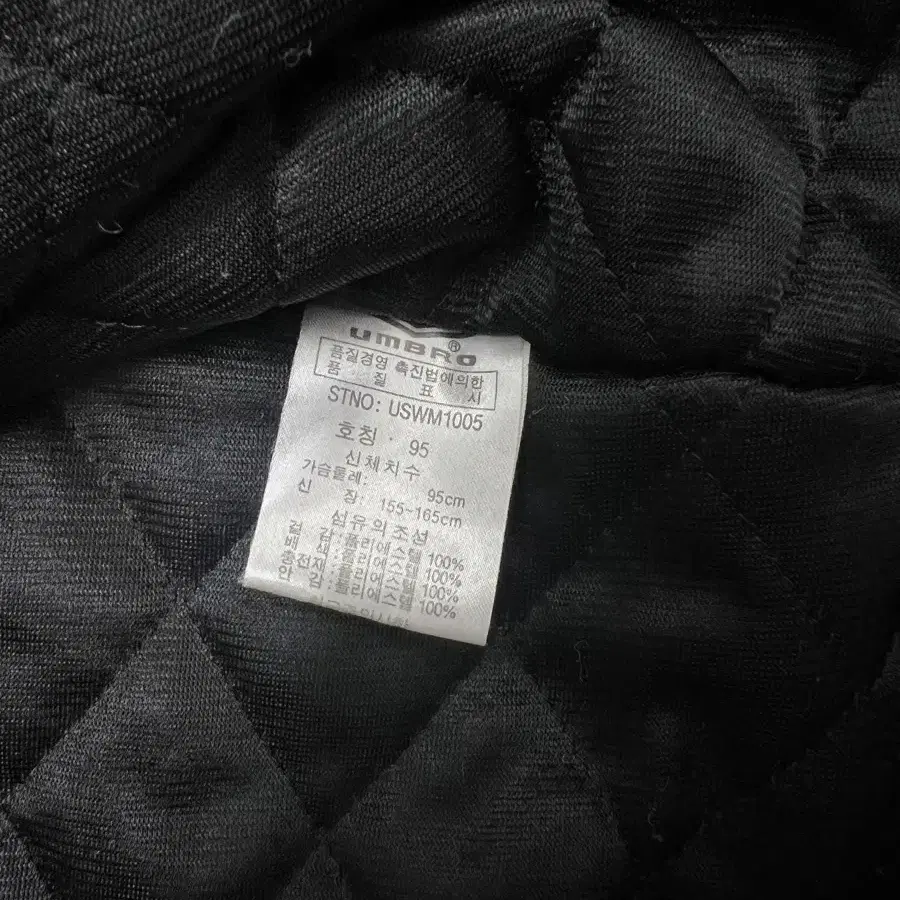 umBRO®
품질경영 촉진법에의한
품 질 표 시
STNO: USWM1005
호칭 · 95
신체치수
가슴둘레: 95cm
신 장: 155~165cm
섬유의조성
겉 감: 폴리에스텔 100%
배 색: 폴리에스텔 100%
충전재: 폴리에스텔 100%
안 감: 폴리에스텔 100%